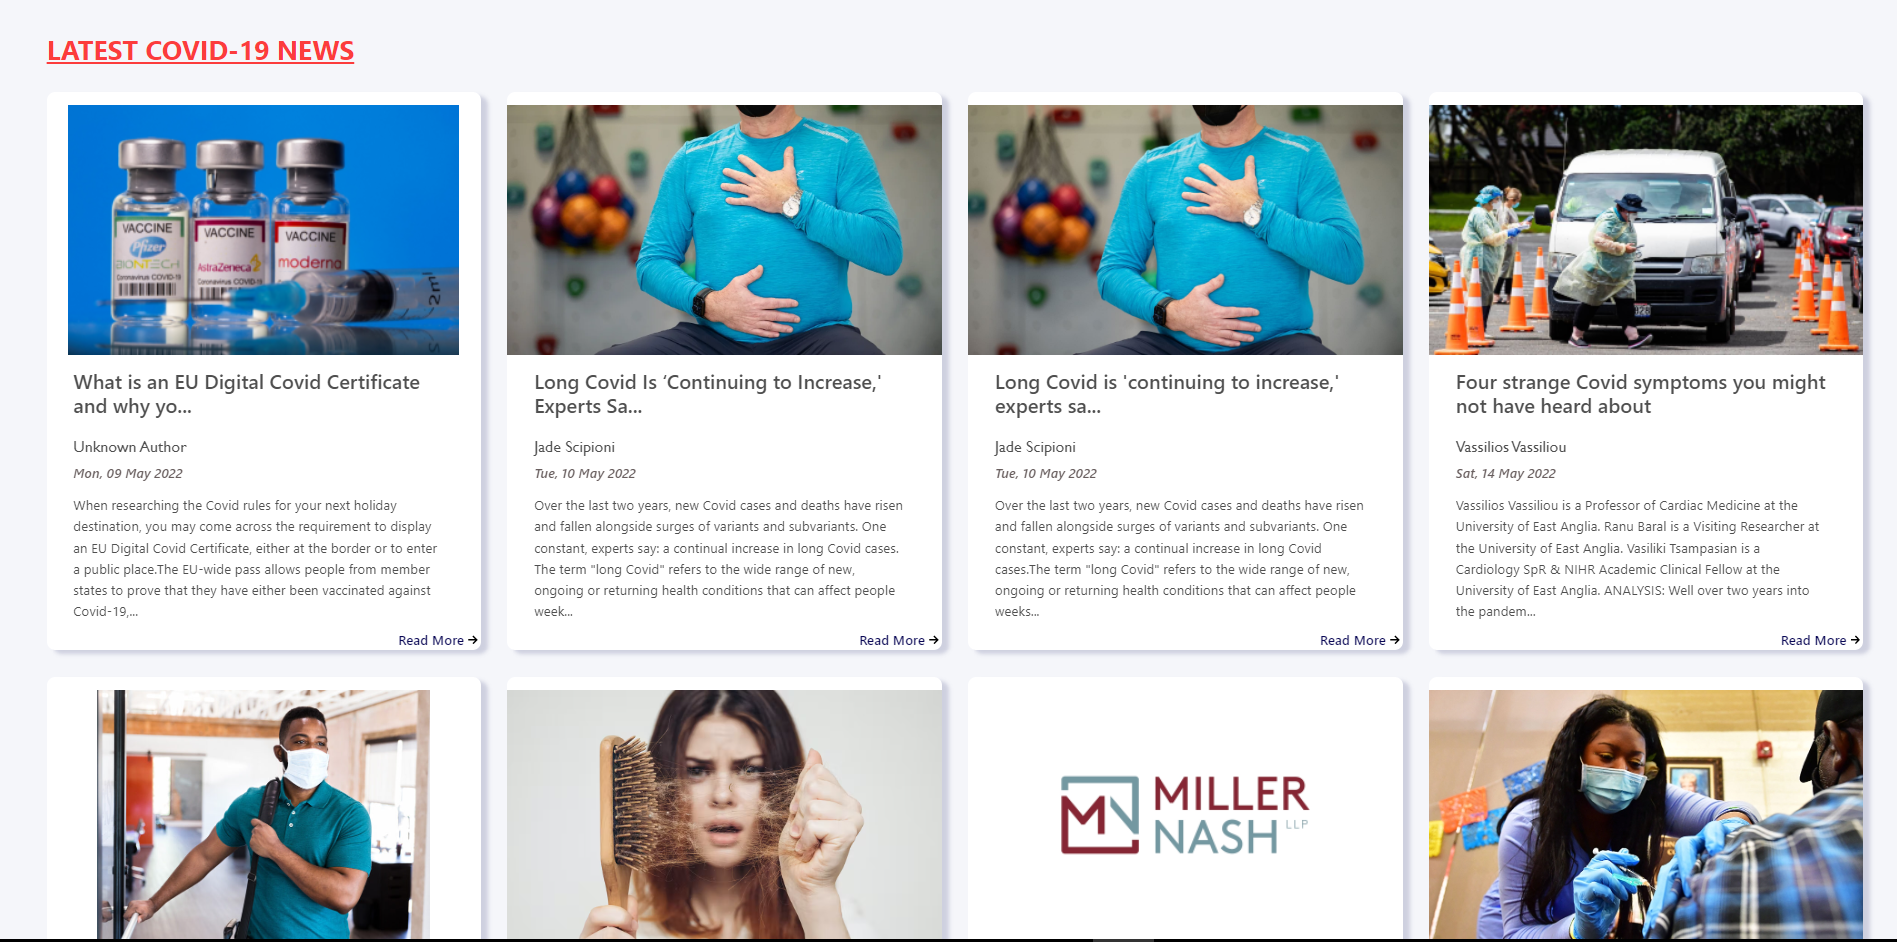 LATEST COVID-19 NEWS
VACCINE
Pfizer
BIONTECH
Coronavirus COVID-19
VACCINE
AstraZeneca
Coronavirus COVID-19
VACCINE
moderna
2ml
What is an EU Digital Covid Certificate
and why yo...
Unknown Author
Mon, 09 May 2022
When researching the Covid rules for your next holiday
destination, you may come across the requirement to display
an EU Digital Covid Certificate, either at the border or to enter
a public place.The EU-wide pass allows people from member
states to prove that they have either been vaccinated against
Covid-19,...
Read More →
Long Covid Is ‘Continuing to Increase,'
Experts Sa...
Jade Scipioni
Tue, 10 May 2022
Over the last two years, new Covid cases and deaths have risen
and fallen alongside surges of variants and subvariants. One
constant, experts say: a continual increase in long Covid cases.
The term "long Covid" refers to the wide range of new,
ongoing or returning health conditions that can affect people
week...
Read More →
Long Covid is 'continuing to increase,'
experts sa...
Jade Scipioni
Tue, 10 May 2022
Over the last two years, new Covid cases and deaths have risen
and fallen alongside surges of variants and subvariants. One
constant, experts say: a continual increase in long Covid
cases.The term "long Covid" refers to the wide range of new,
ongoing or returning health conditions that can affect people
weeks...
Read More →
Four strange Covid symptoms you might
not have heard about
Vassilios Vassiliou
Sat, 14 May 2022
Vassilios Vassiliou is a Professor of Cardiac Medicine at the
University of East Anglia. Ranu Baral is a Visiting Researcher at
the University of East Anglia. Vasiliki Tsampasian is a
Cardiology SpR & NIHR Academic Clinical Fellow at the
University of East Anglia. ANALYSIS: Well over two years into
the pandem...
Read More →
MN
MILLER
NASH LLP